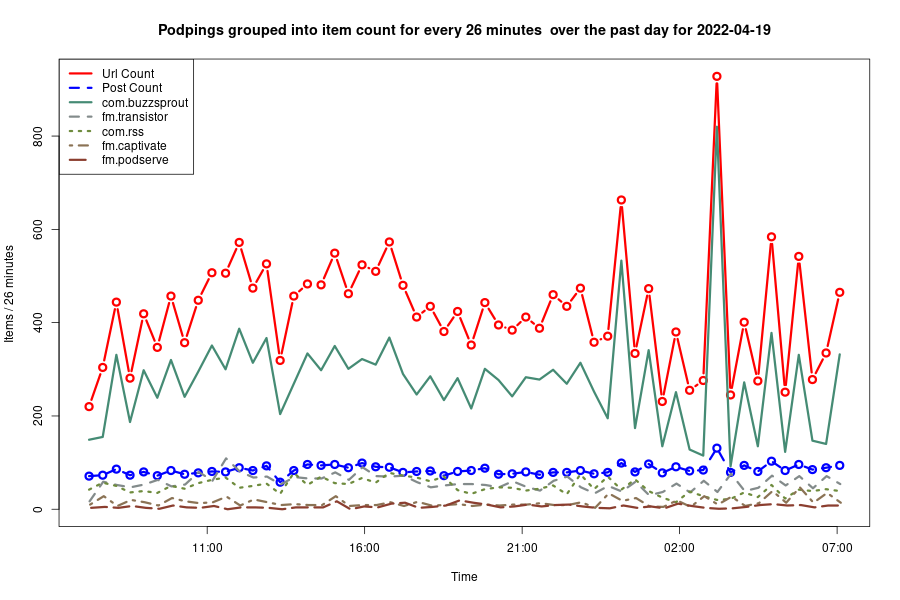 Podpings grouped into item count for every 26 minutes  over the past day for 2022-04-19
Url Count
Post Count
com.buzzsprout
fm.transistor
com.rss
fm.captivate
fm.podserve
Items / 26 minutes
800
600
400
200
0
11:00
16:00
21:00
02:00
07:00
Time